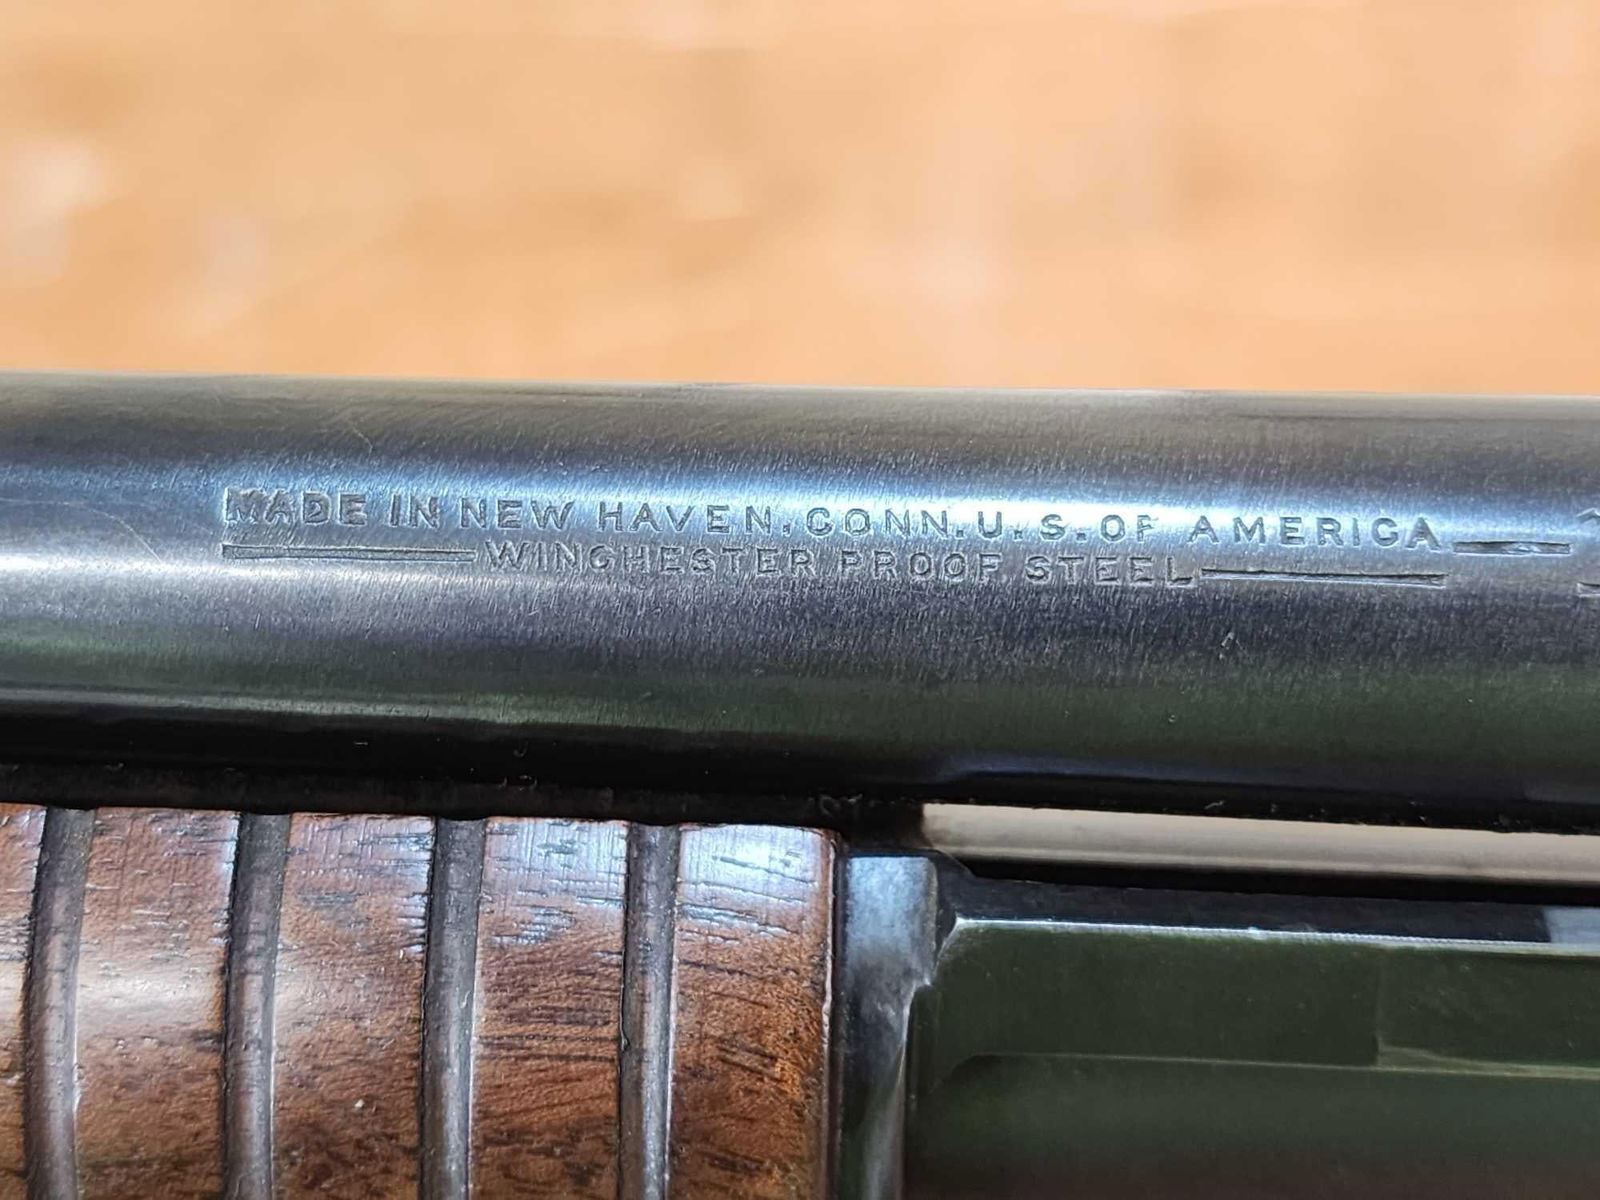 MADE IN NEW HAVEN, CONN. U. S. OF AMERICA
WINCHESTER PROOF STEEL